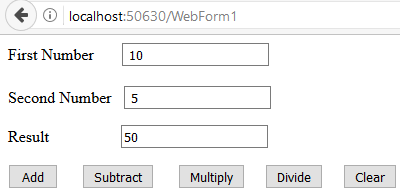 localhost:50630/WebForm1
First Number 10
Second Number 5
Result 50
Add Subtract Multiply Divide Clear